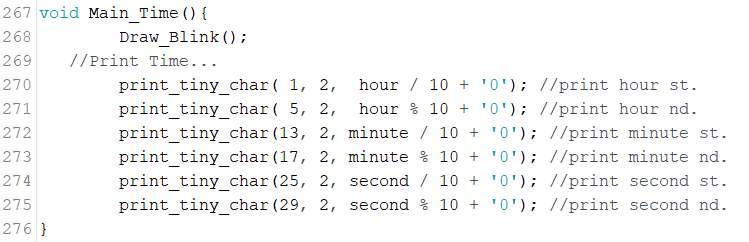 267 void Main_Time(){
268         Draw_Blink();
269    //Print Time...
270         print_tiny_char( 1, 2,  hour / 10 + '0'); //print hour st.
271         print_tiny_char( 5, 2,  hour % 10 + '0'); //print hour nd.
272         print_tiny_char(13, 2, minute / 10 + '0'); //print minute st.
273         print_tiny_char(17, 2, minute % 10 + '0'); //print minute nd.
274         print_tiny_char(25, 2, second / 10 + '0'); //print second st.
275         print_tiny_char(29, 2, second % 10 + '0'); //print second nd.
276 }